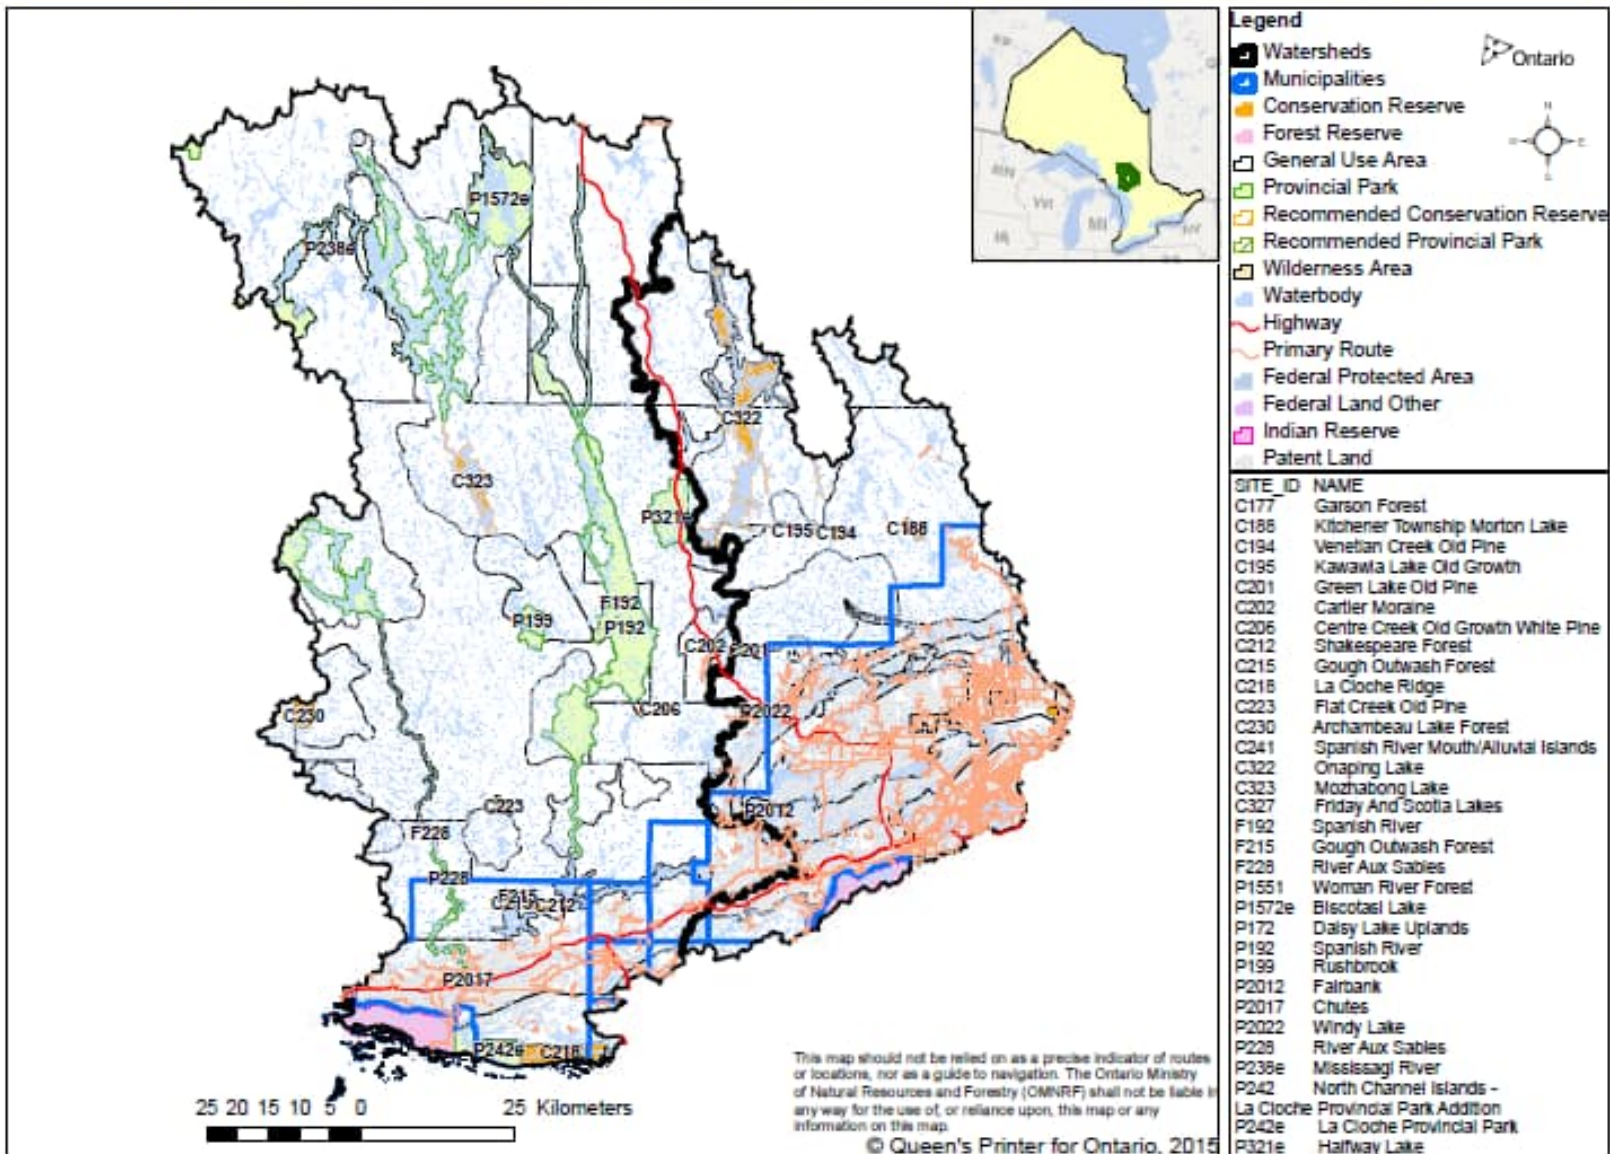 Legend
Watersheds
Ontario
Municipalities
Conservation Reserve
Forest Reserve
General Use Area
Provincial Park
Recommended Conservation Reserve
Recommended Provincial Park
Wilderness Area
Waterbody
Highway
Primary Route
Federal Protected Area
Federal Land Other
Indian Reserve
Patent Land
SITE_ID NAME
C177 Garson Forest
C188 Kitchener Township Morton Lake
C194 Venetian Creek Old Pine
C195 Kawawia Lake Old Growth
C201 Green Lake Old Pine
C202 Cartier Moraine
C206 Centre Creek Old Growth White Pine
C212 Shakespeare Forest
C215 Gough Outwash Forest
C218 La Cloche Ridge
C223 Flat Creek Old Pine
C230 Archambeau Lake Forest
C241 Spanish River Mouth/Alluvial Islands
C322 Onaping Lake
C323 Mozhabong Lake
C327 Friday And Scotia Lakes
F192 Spanish River
F215 Gough Outwash Forest
F228 River Aux Sables
P1551 Woman River Forest
P1572e Biscotasi Lake
P172 Daisy Lake Uplands
P192 Spanish River
P199 Rushbrook
P2012 Fairbank
P2017 Chutes
P2022 Windy Lake
P228 River Aux Sables
P238e Mississagi River
P242 North Channel Islands -
La Cloche Provincial Park Addition
P242e La Cloche Provincial Park
P321e Halfway Lake
P1572e
P238e
C322
C323
P321e
C195
C194
C188
F192
P192
P199
C202
C206
C230
P2022
C223
P2012
F228
P228
F215
C215
C212
P2017
P242e
C218
MN
WI
MI
NY
This map should not be relied on as a precise indicator of routes
or locations, nor as a guide to navigation. The Ontario Ministry
of Natural Resources and Forestry (OMNRF) shall not be liable in
any way for the use of, or reliance upon, this map or any
information on this map.
25 20 15 10 5 0 25 Kilometers
© Queen's Printer for Ontario, 2015